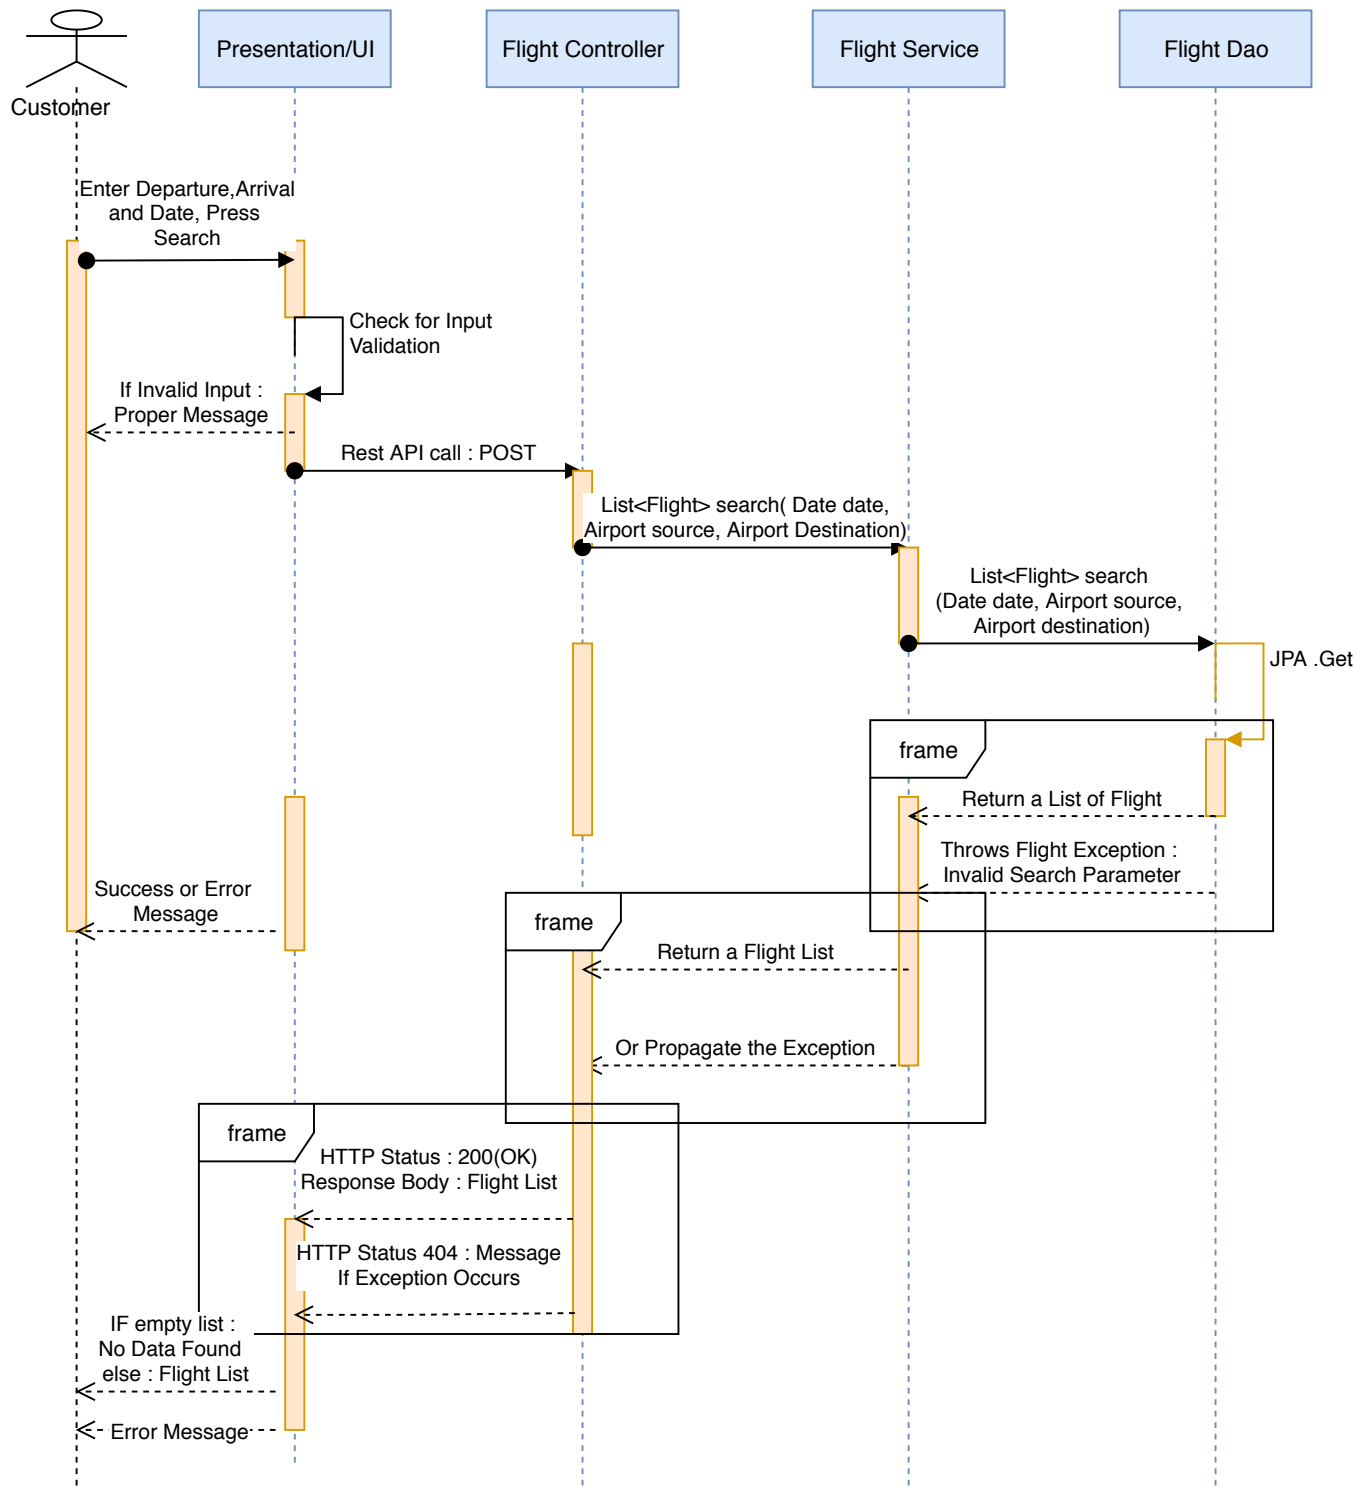 Customer
Presentation/UI
Flight Controller
Flight Service
Flight Dao
Enter Departure,Arrival
and Date, Press
Search
Check for Input
Validation
If Invalid Input :
Proper Message
Rest API call : POST
List<Flight> search( Date date,
Airport source, Airport Destination)
List<Flight> search
(Date date, Airport source,
Airport destination)
JPA .Get
frame
Return a List of Flight
Throws Flight Exception :
Invalid Search Parameter
Success or Error
Message
frame
Return a Flight List
Or Propagate the Exception
frame
HTTP Status : 200(OK)
Response Body : Flight List
HTTP Status 404 : Message
If Exception Occurs
IF empty list :
No Data Found
else : Flight List
Error Message